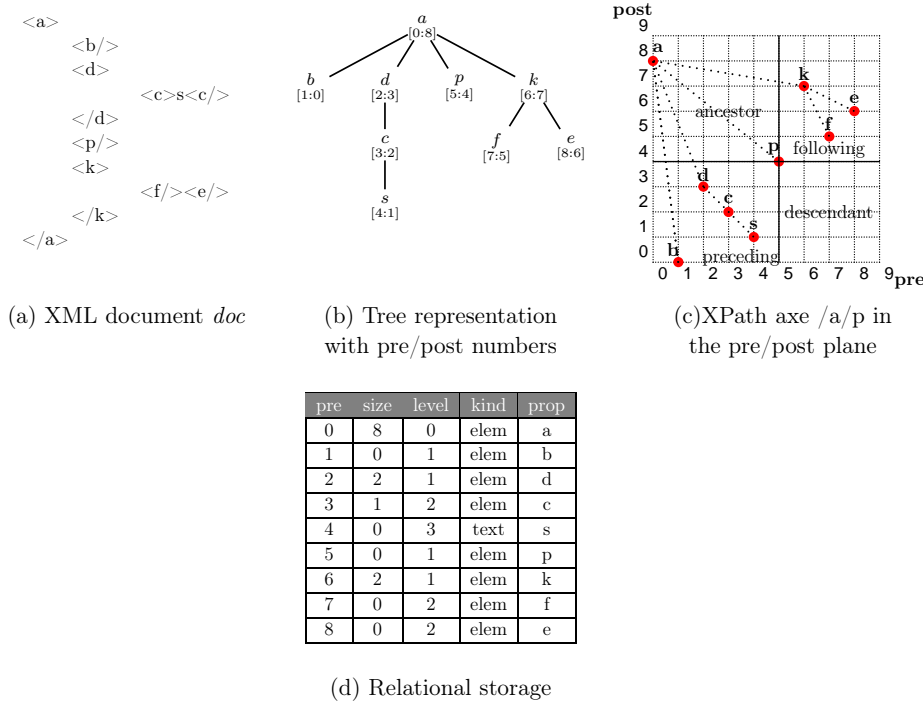 <a>
<b/>
<d>
<c>s<c/>
</d>
<p/>
<k>
<f/><e/>
</k>
</a>
(a) XML document doc
a
[0:8]
b d p k
[1:0] [2:3] [5:4] [6:7]
c f e
[3:2] [7:5] [8:6]
s
[4:1]
(b) Tree representation
with pre/post numbers
post
9
8 a
7 k
6 e
ancestor
5 f
following
4 p
3 d
2 c descendant
1 s
0 b preceding
0 1 2 3 4 5 6 7 8 9 pre
(c)XPath axe /a/p in
the pre/post plane
pre size level kind prop
0 8 0 elem a
1 0 1 elem b
2 2 1 elem d
3 1 2 elem c
4 0 3 text s
5 0 1 elem p
6 2 1 elem k
7 0 2 elem f
8 0 2 elem e
(d) Relational storage